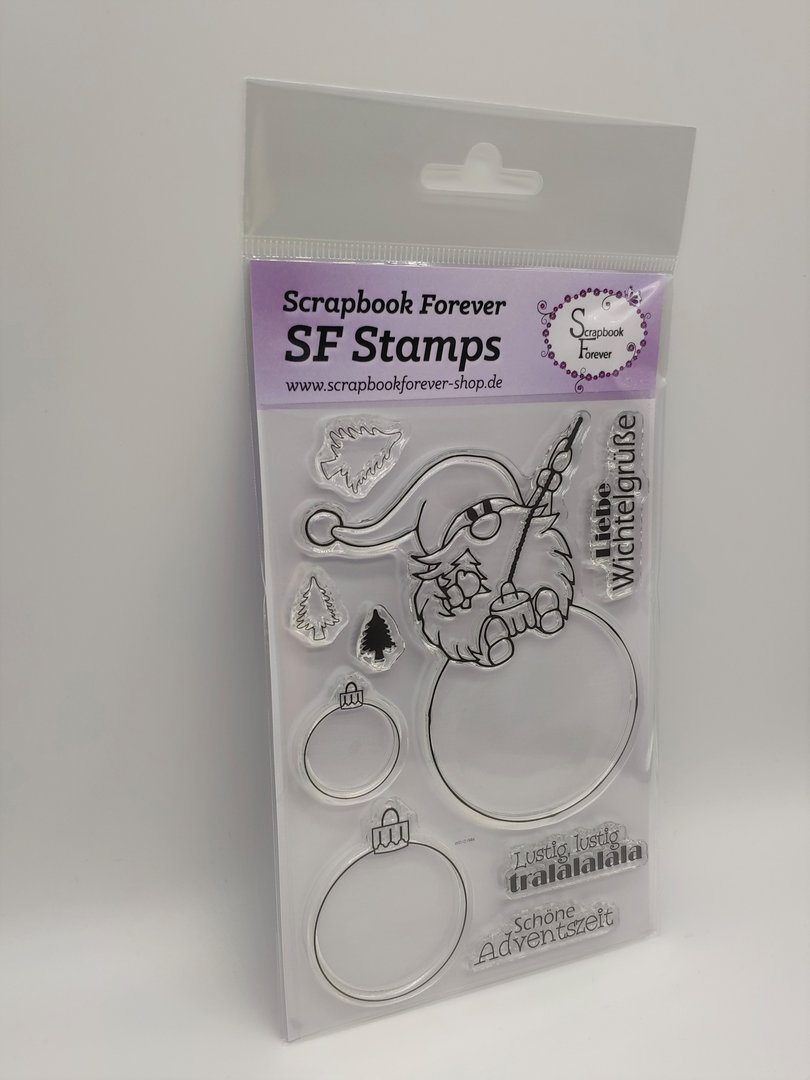 Scrapbook Forever
SF Stamps
www.scrapbookforever-shop.de
Scrapbook
Forever
Liebe
Wichtelgrüße
Lustig, lustig
tralalalala
Schöne
Adventszeit